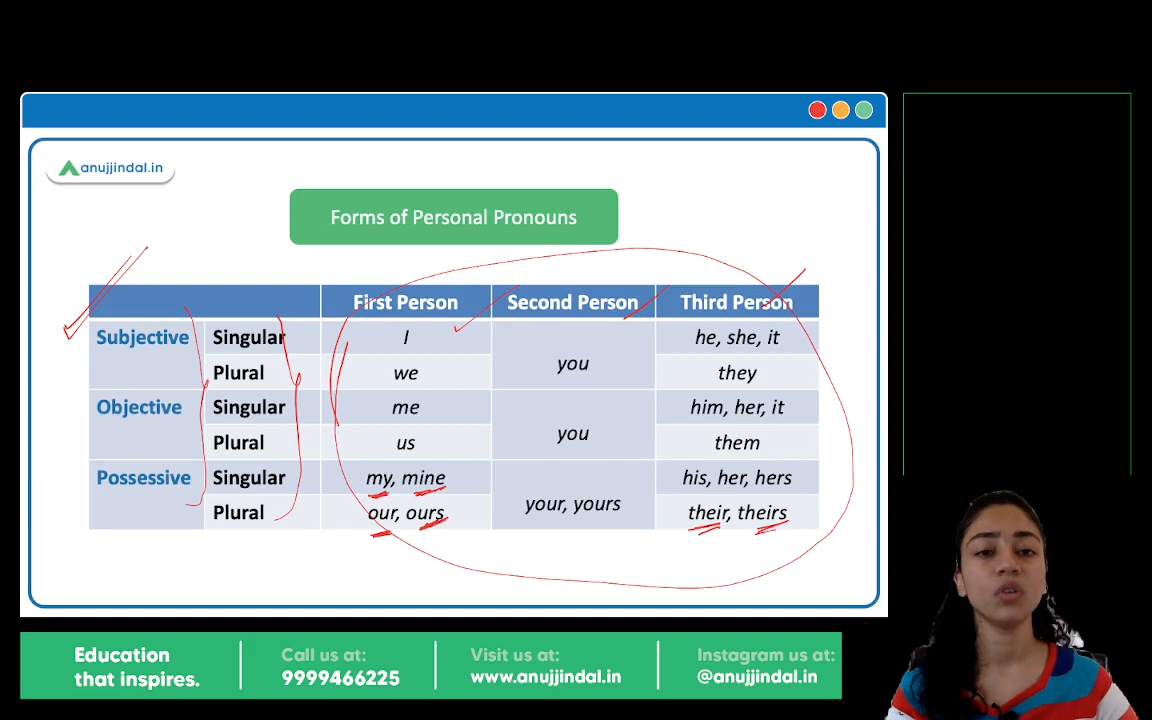 anujjindal.in
Forms of Personal Pronouns
First Person Second Person Third Person
Subjective Singular I you he, she, it
Plural we they
Objective Singular me you him, her, it
Plural us them
Possessive Singular my, mine your, yours his, her, hers
Plural our, ours their, theirs
Education that inspires.
Call us at: 9999466225
Visit us at: www.anujjindal.in
Instagram us at: @anujjindal.in